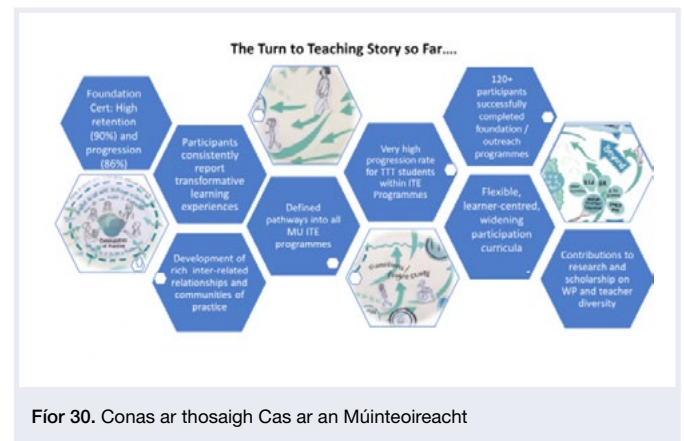 The Turn to Teaching Story so Far....
Foundation
Cert: High
retention
(90%) and
progression
(86%)
Participants
consistently
report
transformative
learning
experiences
Development of
rich inter-related
relationships and
communities of
practice
Defined
pathways into all
MU ITE
programmes
Very high
progression rate
for TTT students
within ITE
Programmes
120+
participants
successfully
completed
foundation /
outreach
programmes
Flexible,
learner-centred,
widening
participation
curricula
Contributions to
research and
scholarship on
WP and teacher
diversity
Transitions /
Beyond
Fíor 30. Conas ar thosaigh Cas ar an Múinteoireacht